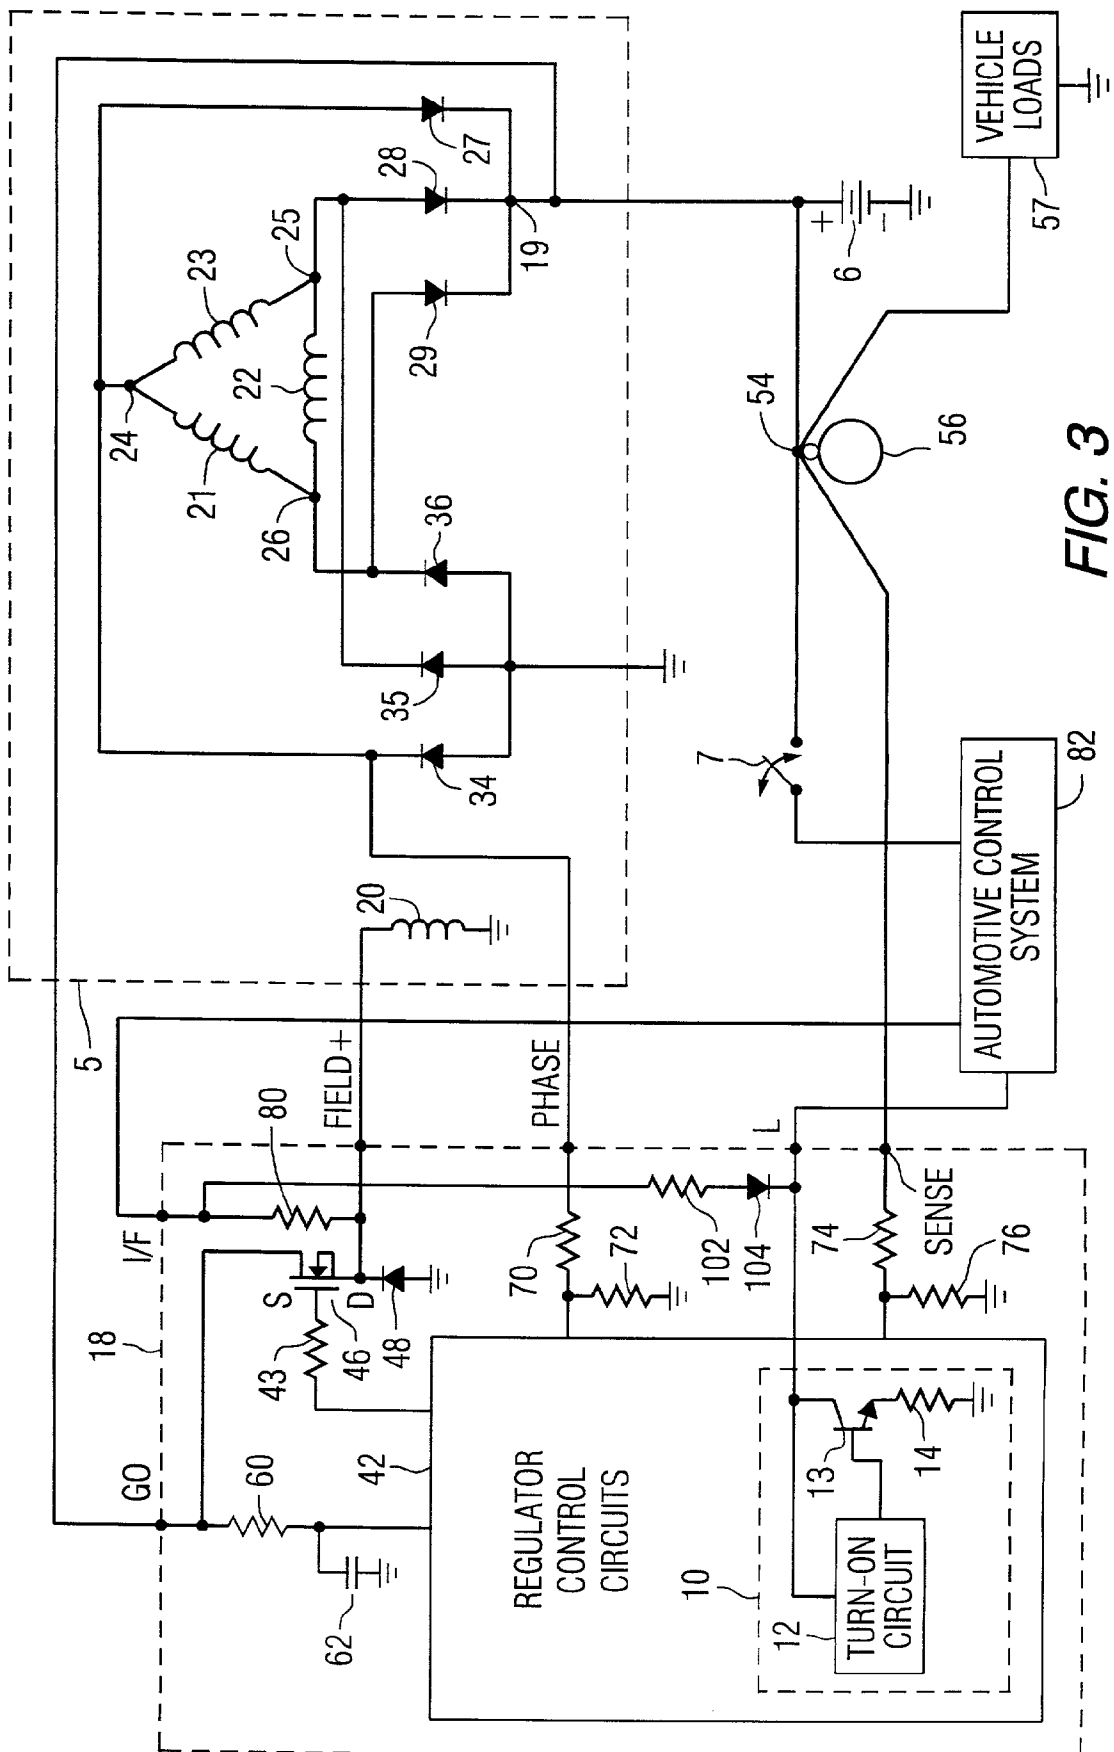 5
24
21
23
22
25
26
27
28
29
19
36
35
34
20
18
GO
I/F
FIELD+
PHASE
L
SENSE
60
62
43
S
D
46
48
80
70
72
102
104
74
76
42
REGULATOR
CONTROL
CIRCUITS
10
12
TURN-ON
CIRCUIT
13
14
7
54
56
+
-
6
57
VEHICLE
LOADS
AUTOMOTIVE CONTROL
SYSTEM
82
FIG. 3